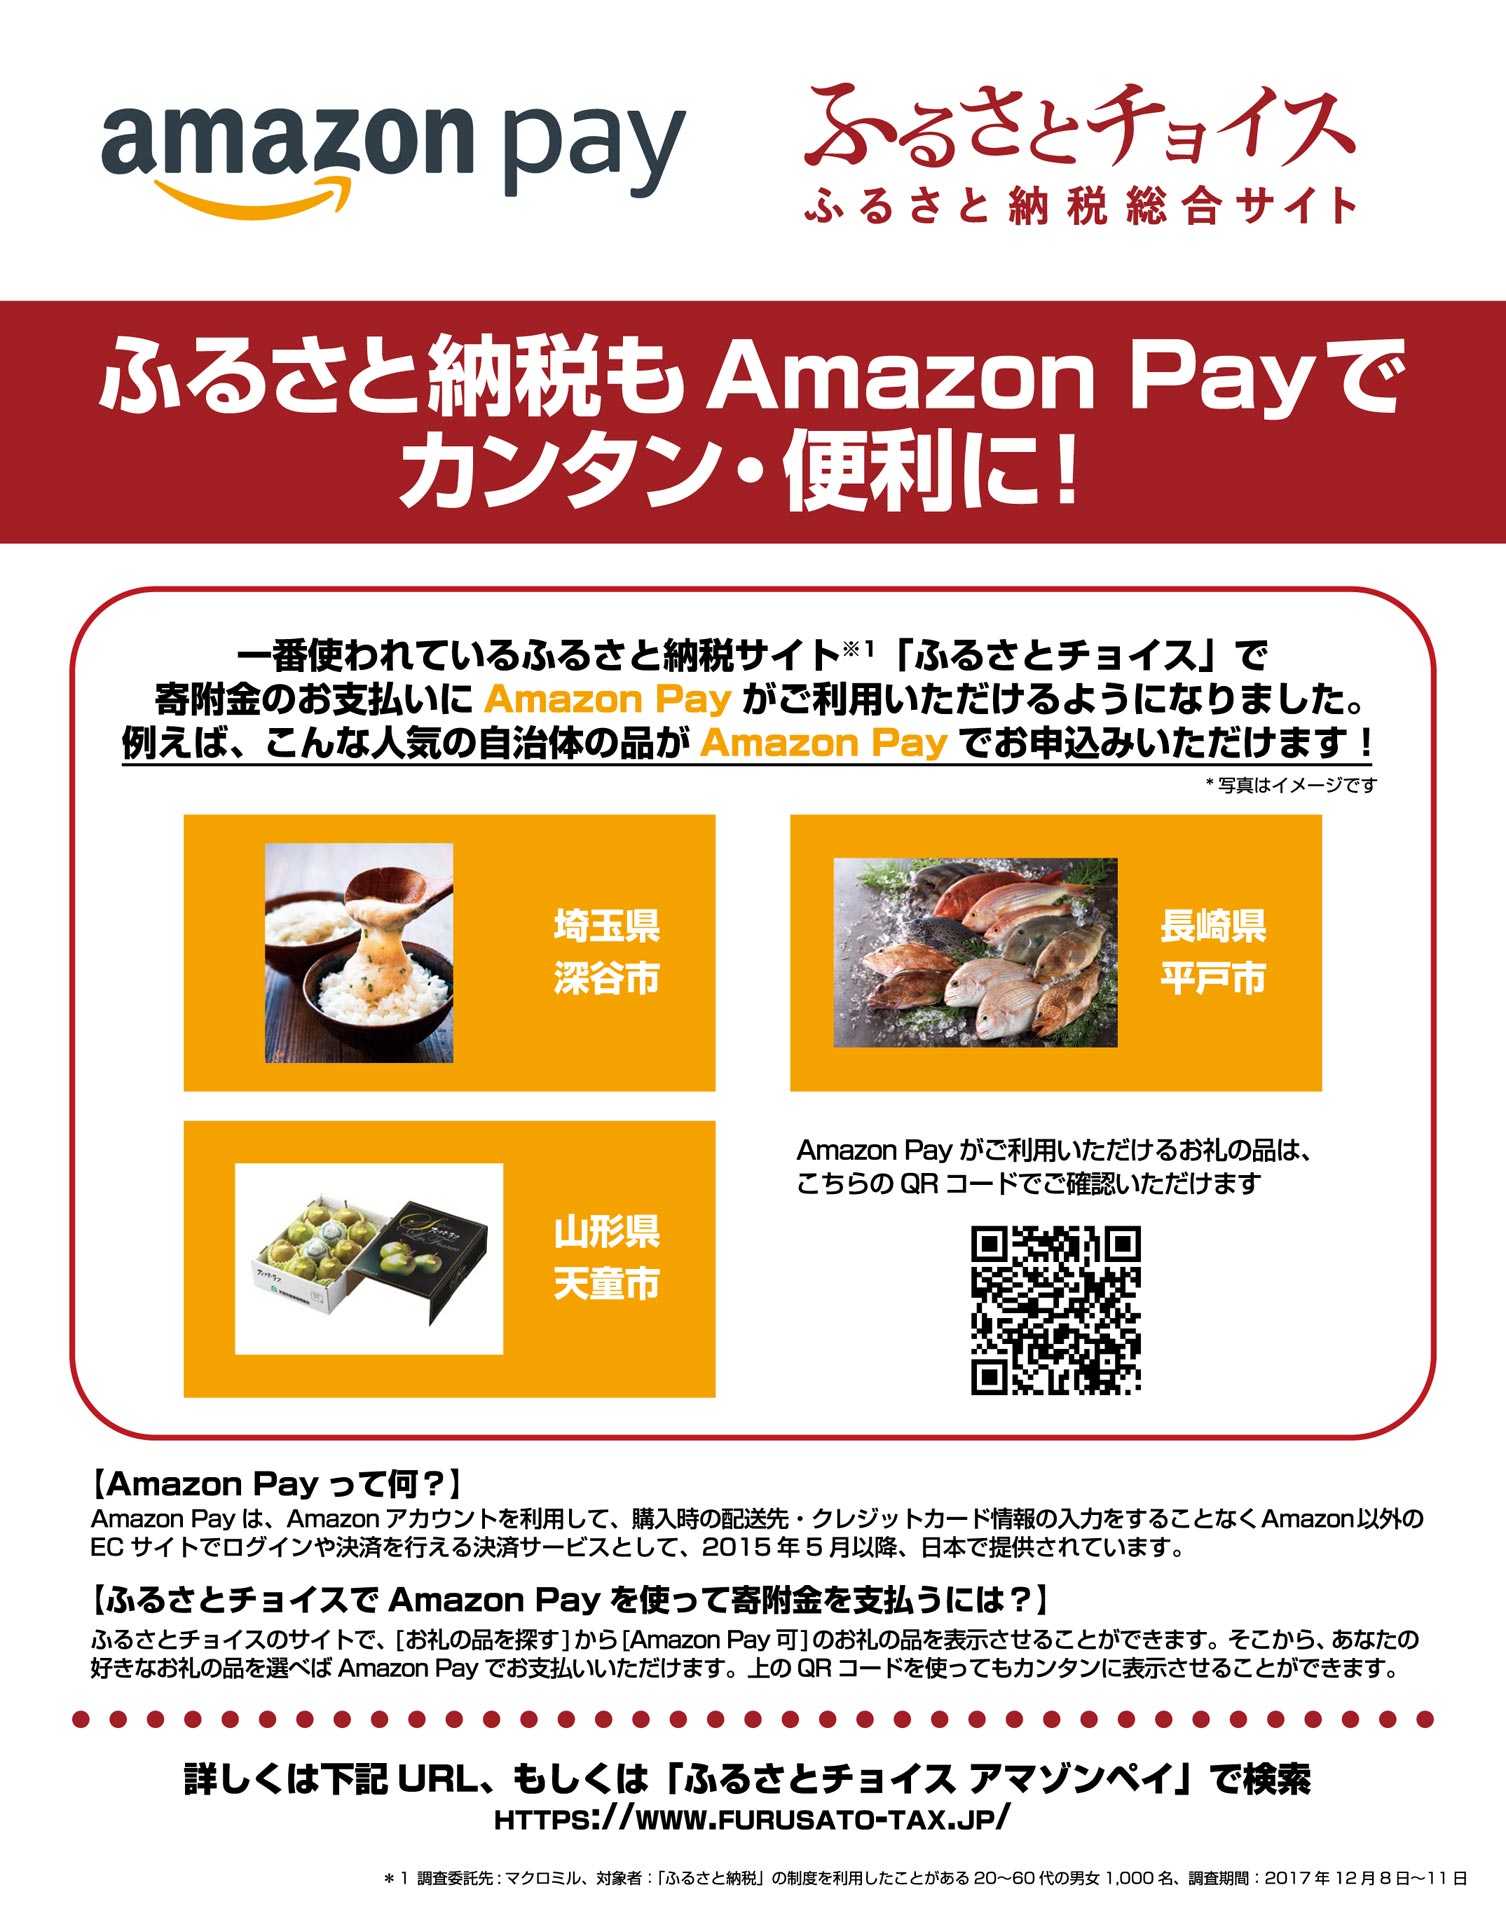 amazon pay
ふるさとチョイス
ふるさと納税総合サイト
ふるさと納税も Amazon Payで
カンタン・便利に！
一番使われているふるさと納税サイト※1「ふるさとチョイス」で
寄附金のお支払いに Amazon Pay がご利用いただけるようになりました。
例えば、こんな人気の自治体の品が Amazon Pay でお申込みいただけます！
* 写真はイメージです
埼玉県
深谷市
長崎県
平戸市
山形県
天童市
Amazon Pay がご利用いただけるお礼の品は、
こちらの QR コードでご確認いただけます
【Amazon Pay って何？】
Amazon Pay は、Amazon アカウントを利用して、購入時の配送先・クレジットカード情報の入力をすることなくAmazon以外の
EC サイトでログインや決済を行える決済サービスとして、2015 年 5 月以降、日本で提供されています。
【ふるさとチョイスで Amazon Pay を使って寄附金を支払うには？】
ふるさとチョイスのサイトで、[お礼の品を探す]から[Amazon Pay 可]のお礼の品を表示させることができます。そこから、あなたの
好きなお礼の品を選べば Amazon Pay でお支払いいただけます。上の QR コードを使ってもカンタンに表示させることができます。
詳しくは下記 URL、もしくは「ふるさとチョイス アマゾンペイ」で検索
HTTPS://WWW.FURUSATO-TAX.JP/
＊1 調査委託先：マクロミル、対象者：「ふるさと納税」の制度を利用したことがある 20～60 代の男女 1,000 名、調査期間：2017 年 12 月 8 日～11 日